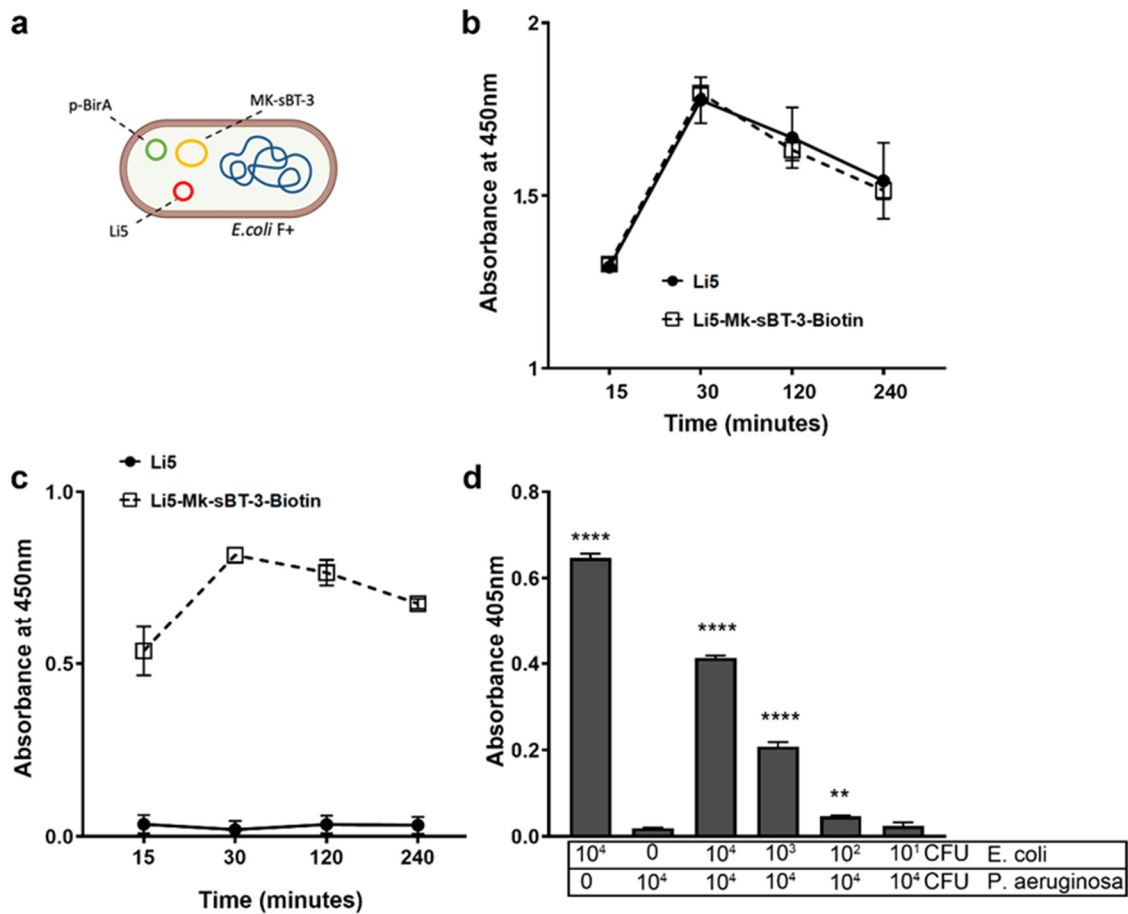 a
p-BirA
MK-sBT-3
Li5
E.coli F+
b
Absorbance at 450nm
2
1.5
1
Li5
Li5-Mk-sBT-3-Biotin
15 30 120 240
Time (minutes)
c
Li5
Li5-Mk-sBT-3-Biotin
Absorbance at 450nm
1.0
0.5
0.0
15 30 120 240
Time (minutes)
d
Absorbance 405nm
0.8
0.6
0.4
0.2
0.0
****
****
****
**
10⁴ 0 10⁴ 10³ 10² 10¹ CFU E. coli
0 10⁴ 10⁴ 10⁴ 10⁴ 10⁴ CFU P. aeruginosa